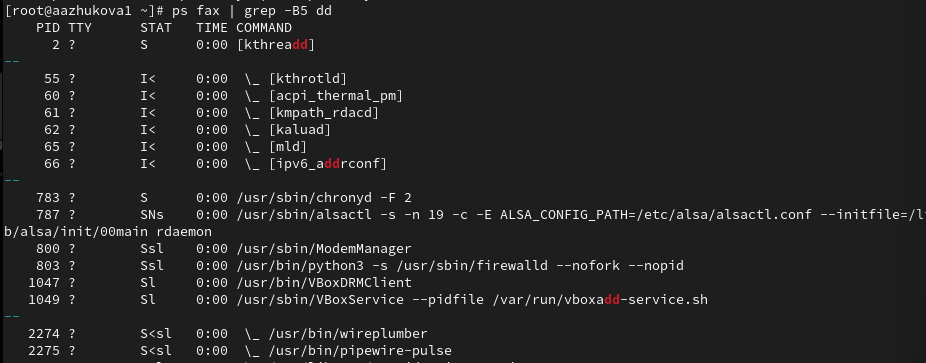 [root@aazhukova1 ~]# ps fax | grep -B5 dd
PID TTY STAT TIME COMMAND
2 ? S 0:00 [kthreadd]
--
55 ? I< 0:00 \_ [kthrotld]
60 ? I< 0:00 \_ [acpi_thermal_pm]
61 ? I< 0:00 \_ [kmpath_rdacd]
62 ? I< 0:00 \_ [kaluad]
65 ? I< 0:00 \_ [mld]
66 ? I< 0:00 \_ [ipv6_addrconf]
--
783 ? S 0:00 /usr/sbin/chronyd -F 2
787 ? SNs 0:00 /usr/sbin/alsactl -s -n 19 -c -E ALSA_CONFIG_PATH=/etc/alsa/alsactl.conf --initfile=/l
b/alsa/init/00main rdaemon
800 ? Ssl 0:00 /usr/sbin/ModemManager
803 ? Ssl 0:00 /usr/bin/python3 -s /usr/sbin/firewalld --nofork --nopid
1047 ? Sl 0:00 /usr/bin/VBoxDRMClient
1049 ? Sl 0:00 /usr/sbin/VBoxService --pidfile /var/run/vboxadd-service.sh
--
2274 ? S<sl 0:00 \_ /usr/bin/wireplumber
2275 ? S<sl 0:00 \_ /usr/bin/pipewire-pulse